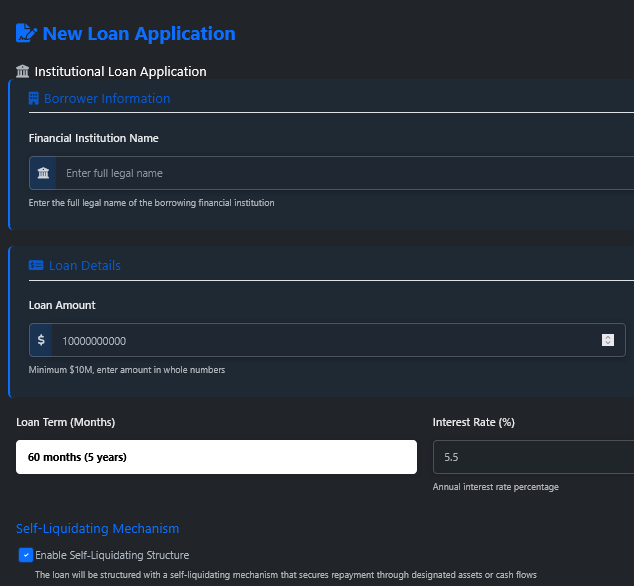 New Loan Application
Institutional Loan Application
Borrower Information
Financial Institution Name
Enter full legal name
Enter the full legal name of the borrowing financial institution
Loan Details
Loan Amount
$ 10000000000
Minimum $10M, enter amount in whole numbers
Loan Term (Months)
60 months (5 years)
Interest Rate (%)
5.5
Annual interest rate percentage
Self-Liquidating Mechanism
Enable Self-Liquidating Structure
The loan will be structured with a self-liquidating mechanism that secures repayment through designated assets or cash flows